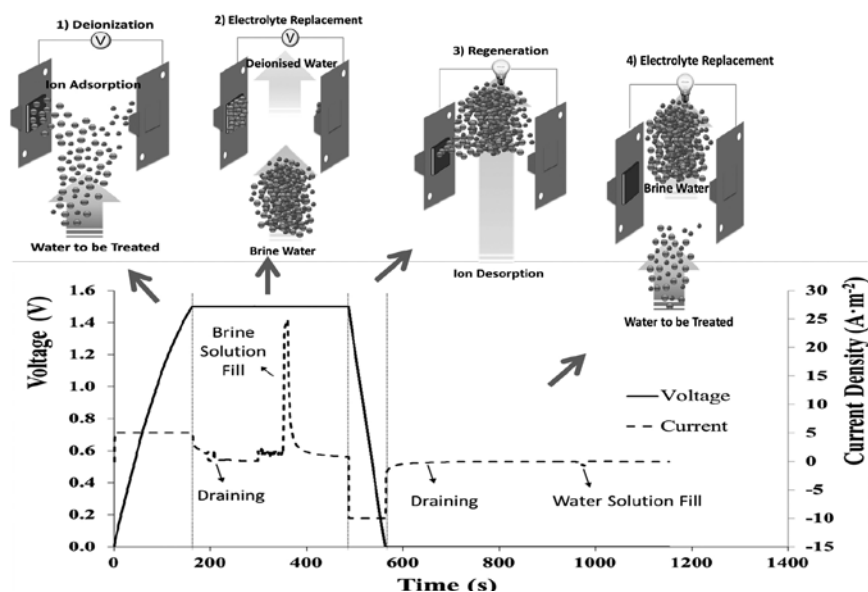 1) Deionization
V
Ion Adsorption
Water to be Treated
2) Electrolyte Replacement
V
Deionised Water
Brine Water
3) Regeneration
Ion Desorption
4) Electrolyte Replacement
Brine Water
Water to be Treated
Voltage (V)
1.6
1.4
1.2
1.0
0.8
0.6
0.4
0.2
0.0
Brine
Solution
Fill
Draining
Draining
Water Solution Fill
Voltage
Current
30
25
20
15
10
5
0
-5
-10
-15
Current Density (A·m⁻²)
0
200
400
600
800
1000
1200
1400
Time (s)